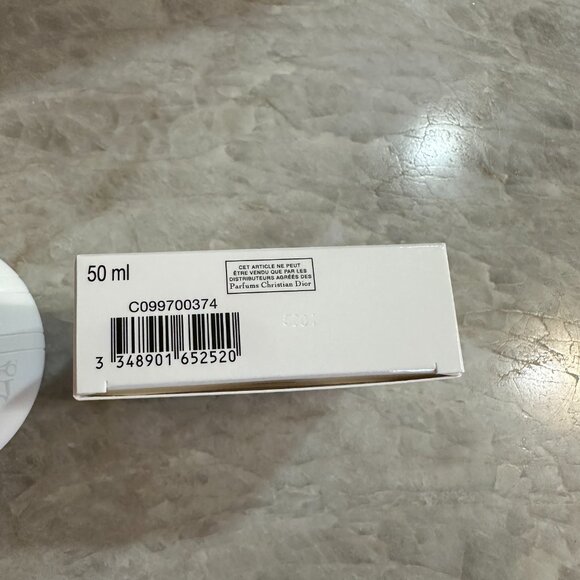 50 ml
CET ARTICLE NE PEUT
ÊTRE VENDU QUE PAR LES
DISTRIBUTEURS AGRÉÉS DES
Parfums Christian Dior
C099700374
3 348901 652520